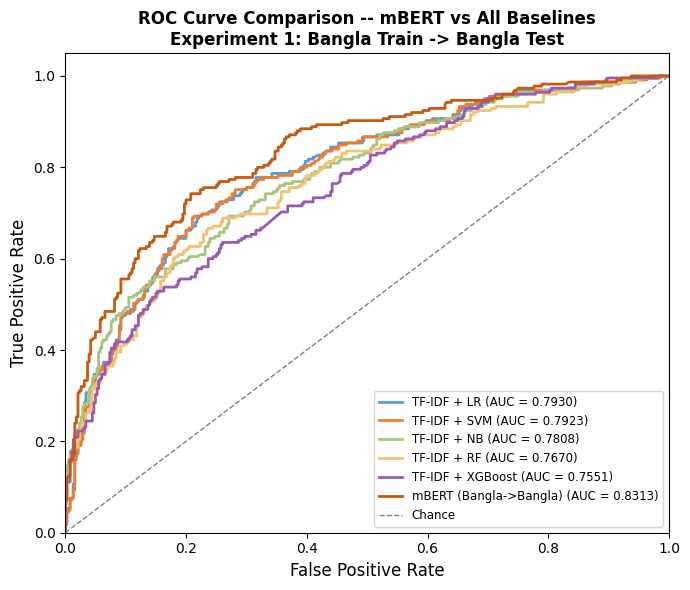 ROC Curve Comparison -- mBERT vs All Baselines
Experiment 1: Bangla Train -> Bangla Test
True Positive Rate
1.0
0.8
0.6
0.4
0.2
0.0
TF-IDF + LR (AUC = 0.7930)
TF-IDF + SVM (AUC = 0.7923)
TF-IDF + NB (AUC = 0.7808)
TF-IDF + RF (AUC = 0.7670)
TF-IDF + XGBoost (AUC = 0.7551)
mBERT (Bangla->Bangla) (AUC = 0.8313)
Chance
0.0 0.2 0.4 0.6 0.8 1.0
False Positive Rate